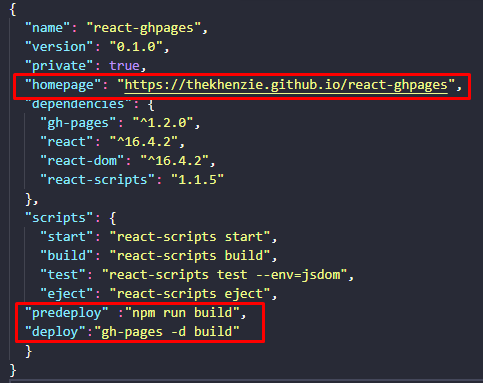 {
"name": "react-ghpages",
"version": "0.1.0",
"private": true,
"homepage": "https://thekhenzie.github.io/react-ghpages",
"dependencies": {
"gh-pages": "^1.2.0",
"react": "^16.4.2",
"react-dom": "^16.4.2",
"react-scripts": "1.1.5"
},
"scripts": {
"start": "react-scripts start",
"build": "react-scripts build",
"test": "react-scripts test --env=jsdom",
"eject": "react-scripts eject",
"predeploy" :"npm run build",
"deploy":"gh-pages -d build"
}
}